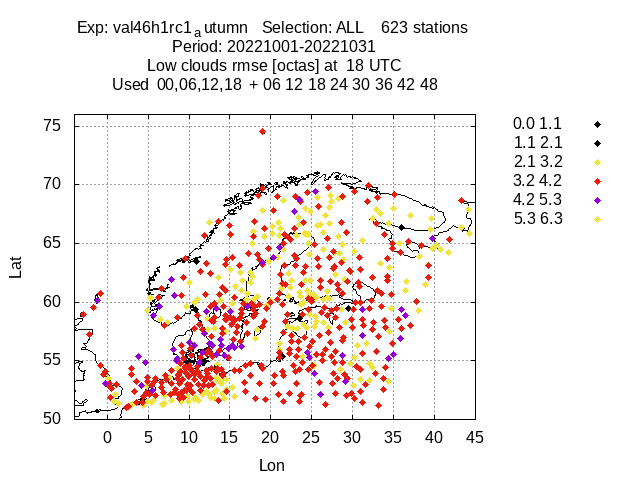 Exp: val46h1rc1_autumn   Selection: ALL    623 stations
Period: 20221001-20221031
Low clouds rmse [octas] at  18 UTC
Used  00,06,12,18  + 06 12 18 24 30 36 42 48
0.0 1.1
1.1 2.1
2.1 3.2
3.2 4.2
4.2 5.3
5.3 6.3
75
70
65
60
55
50
Lat
0 5 10 15 20 25 30 35 40 45
Lon